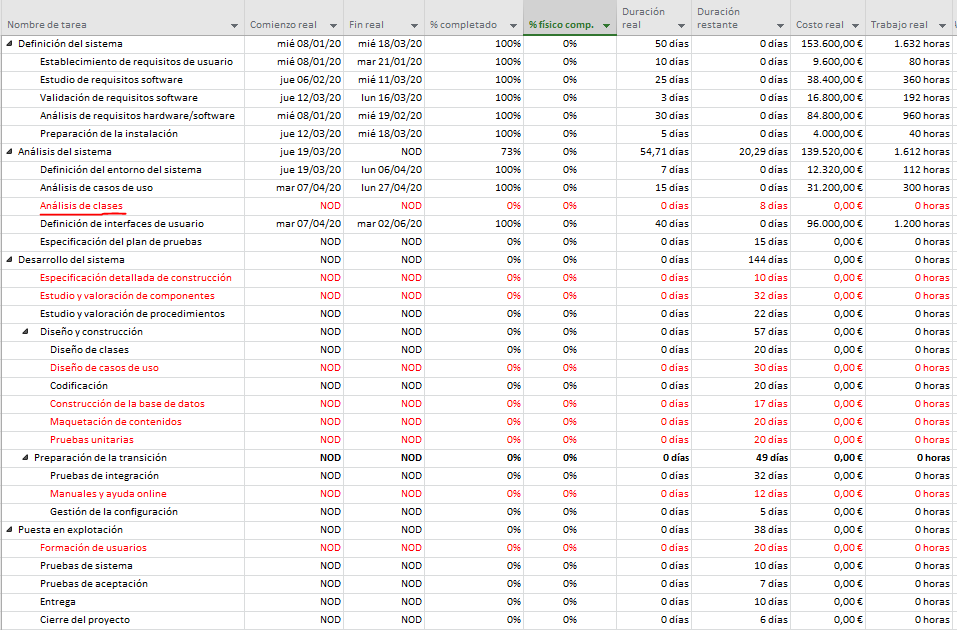 Nombre de tarea Comienzo real Fin real % completado % físico comp. Duración real Duración restante Costo real Trabajo real
Definición del sistema mié 08/01/20 mié 18/03/20 100% 0% 50 días 0 días 153.600,00 € 1.632 horas
Establecimiento de requisitos de usuario mié 08/01/20 mar 21/01/20 100% 0% 10 días 0 días 9.600,00 € 80 horas
Estudio de requisitos software jue 06/02/20 mié 11/03/20 100% 0% 25 días 0 días 38.400,00 € 360 horas
Validación de requisitos software jue 12/03/20 lun 16/03/20 100% 0% 3 días 0 días 16.800,00 € 192 horas
Análisis de requisitos hardware/software mié 08/01/20 mié 19/02/20 100% 0% 30 días 0 días 84.800,00 € 960 horas
Preparación de la instalación jue 12/03/20 mié 18/03/20 100% 0% 5 días 0 días 4.000,00 € 40 horas
Análisis del sistema jue 19/03/20 NOD 73% 0% 54,71 días 20,29 días 139.520,00 € 1.612 horas
Definición del entorno del sistema jue 19/03/20 lun 06/04/20 100% 0% 7 días 0 días 12.320,00 € 112 horas
Análisis de casos de uso mar 07/04/20 lun 27/04/20 100% 0% 15 días 0 días 31.200,00 € 300 horas
Análisis de clases NOD NOD 0% 0% 0 días 8 días 0,00 € 0 horas
Definición de interfaces de usuario mar 07/04/20 mar 02/06/20 100% 0% 40 días 0 días 96.000,00 € 1.200 horas
Especificación del plan de pruebas NOD NOD 0% 0% 0 días 15 días 0,00 € 0 horas
Desarrollo del sistema NOD NOD 0% 0% 0 días 144 días 0,00 € 0 horas
Especificación detallada de construcción NOD NOD 0% 0% 0 días 10 días 0,00 € 0 horas
Estudio y valoración de componentes NOD NOD 0% 0% 0 días 32 días 0,00 € 0 horas
Estudio y valoración de procedimientos NOD NOD 0% 0% 0 días 22 días 0,00 € 0 horas
Diseño y construcción NOD NOD 0% 0% 0 días 57 días 0,00 € 0 horas
Diseño de clases NOD NOD 0% 0% 0 días 20 días 0,00 € 0 horas
Diseño de casos de uso NOD NOD 0% 0% 0 días 30 días 0,00 € 0 horas
Codificación NOD NOD 0% 0% 0 días 20 días 0,00 € 0 horas
Construcción de la base de datos NOD NOD 0% 0% 0 días 17 días 0,00 € 0 horas
Maquetación de contenidos NOD NOD 0% 0% 0 días 20 días 0,00 € 0 horas
Pruebas unitarias NOD NOD 0% 0% 0 días 20 días 0,00 € 0 horas
Preparación de la transición NOD NOD 0% 0% 0 días 49 días 0,00 € 0 horas
Pruebas de integración NOD NOD 0% 0% 0 días 32 días 0,00 € 0 horas
Manuales y ayuda online NOD NOD 0% 0% 0 días 12 días 0,00 € 0 horas
Gestión de la configuración NOD NOD 0% 0% 0 días 5 días 0,00 € 0 horas
Puesta en explotación NOD NOD 0% 0% 0 días 38 días 0,00 € 0 horas
Formación de usuarios NOD NOD 0% 0% 0 días 20 días 0,00 € 0 horas
Pruebas de sistema NOD NOD 0% 0% 0 días 10 días 0,00 € 0 horas
Pruebas de aceptación NOD NOD 0% 0% 0 días 7 días 0,00 € 0 horas
Entrega NOD NOD 0% 0% 0 días 10 días 0,00 € 0 horas
Cierre del proyecto NOD NOD 0% 0% 0 días 6 días 0,00 € 0 horas